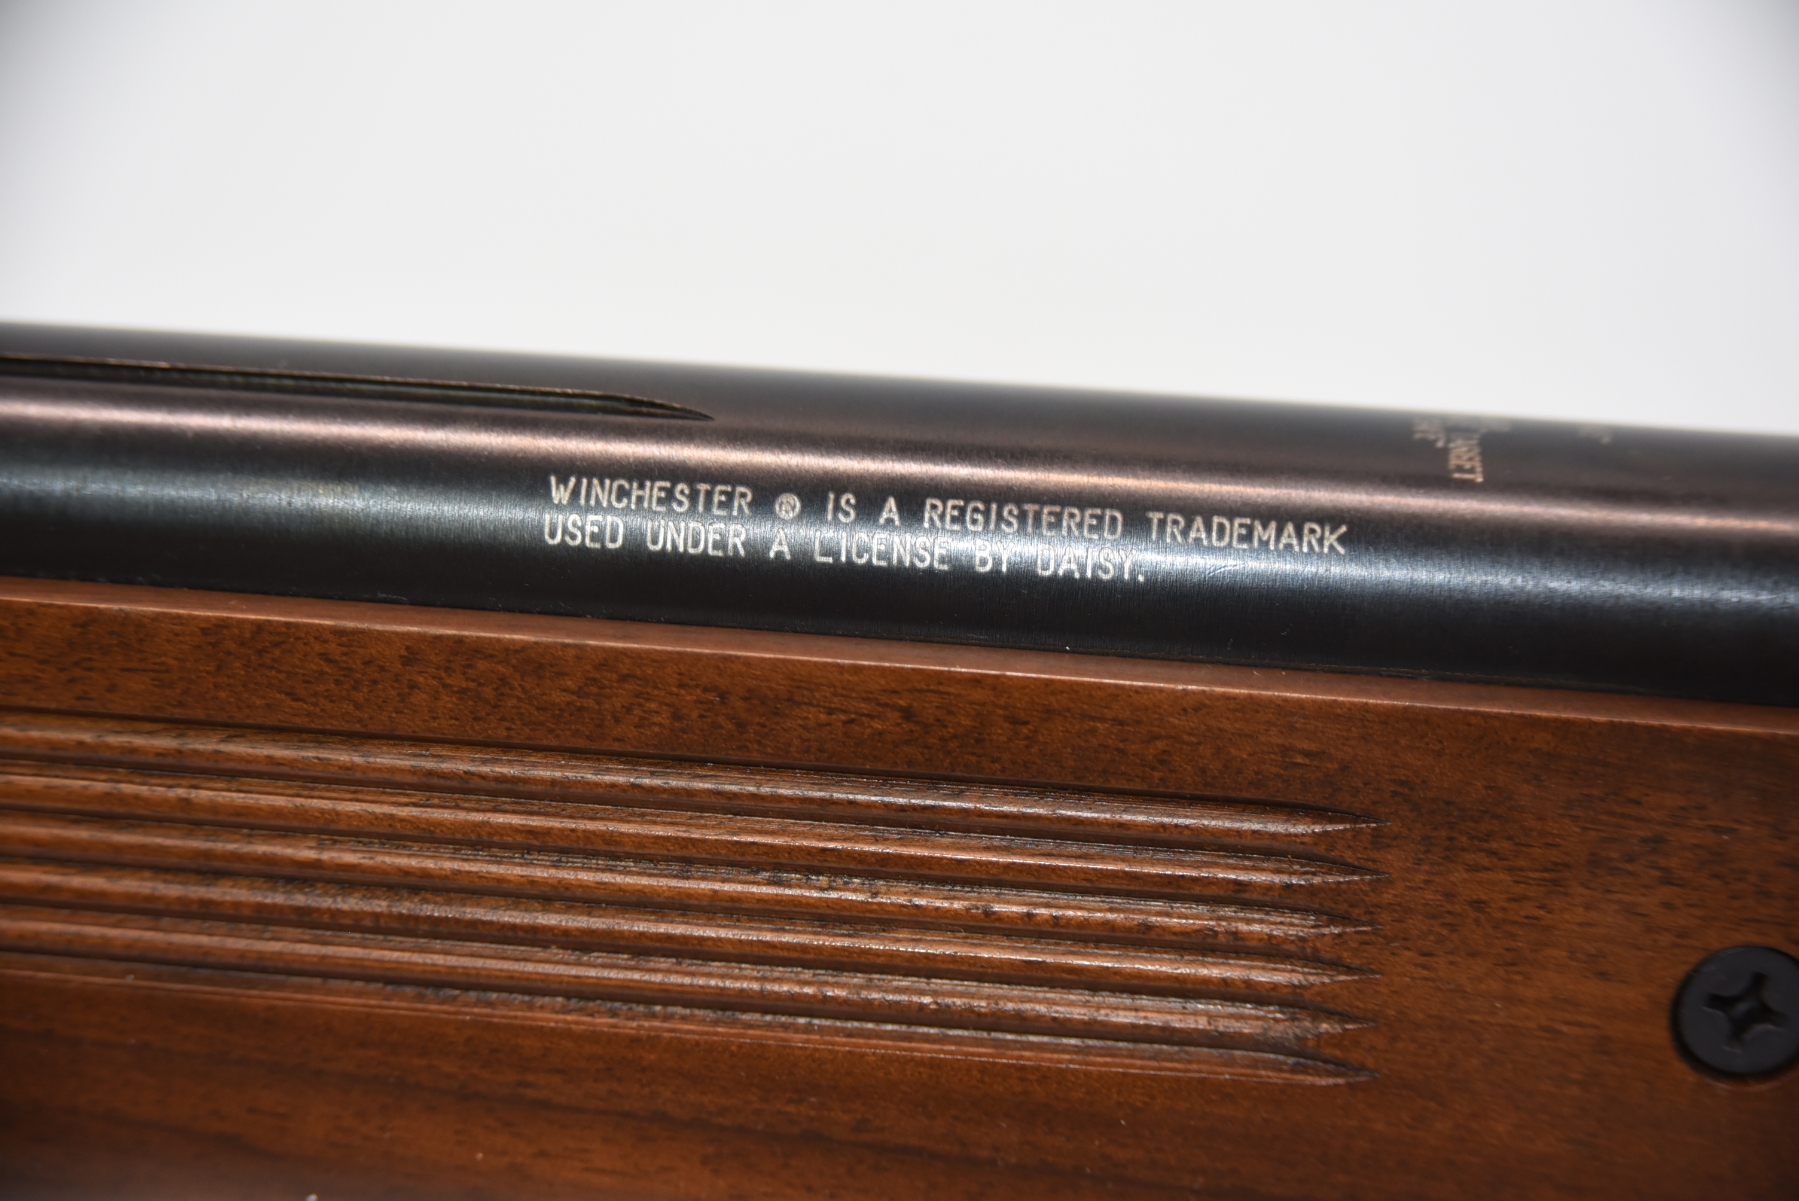 WINCHESTER ® IS A REGISTERED TRADEMARK
USED UNDER A LICENSE BY DAISY.